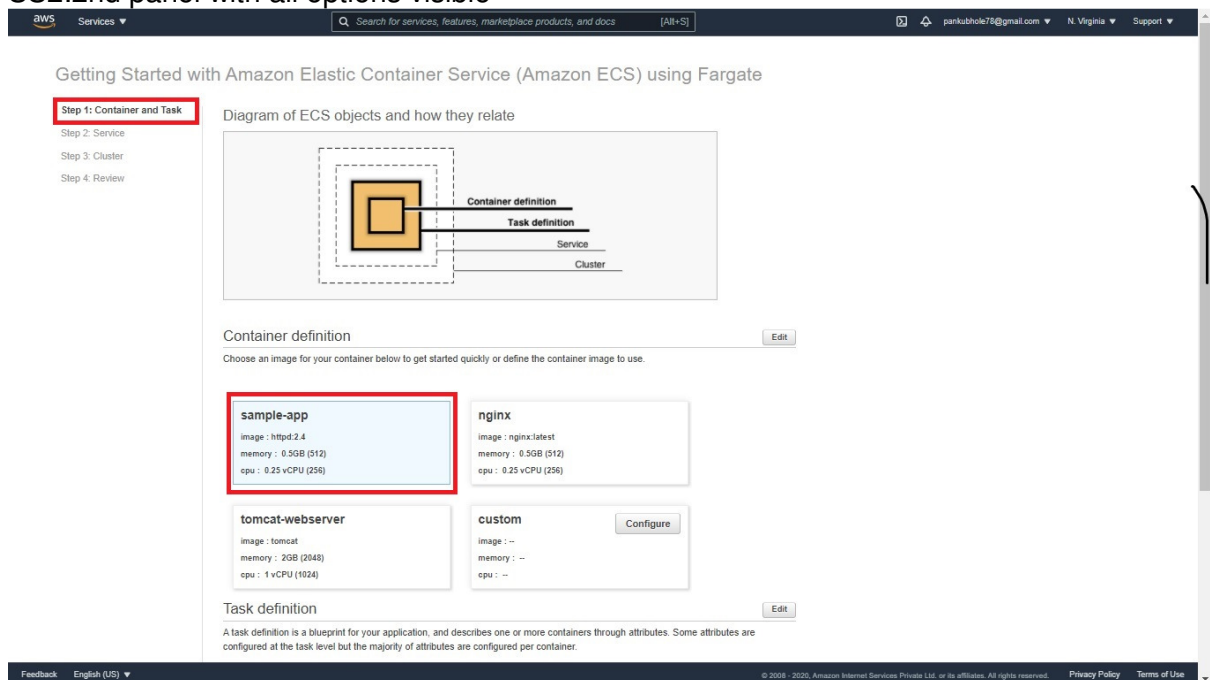 SS2:2nd panel with all options visible
aws Services ▼ Search for services, features, marketplace products, and docs [Alt+S] pankubhole78@gmail.com ▼ N. Virginia ▼ Support ▼
Getting Started with Amazon Elastic Container Service (Amazon ECS) using Fargate
Step 1: Container and Task
Step 2: Service
Step 3: Cluster
Step 4: Review
Diagram of ECS objects and how they relate
Container definition
Task definition
Service
Cluster
Container definition Edit
Choose an image for your container below to get started quickly or define the container image to use.
sample-app
image : httpd:2.4
memory : 0.5GB (512)
cpu : 0.25 vCPU (256)
nginx
image : nginx:latest
memory : 0.5GB (512)
cpu : 0.25 vCPU (256)
tomcat-webserver
image : tomcat
memory : 2GB (2048)
cpu : 1 vCPU (1024)
custom Configure
image : --
memory : --
cpu : --
Task definition Edit
A task definition is a blueprint for your application, and describes one or more containers through attributes. Some attributes are
configured at the task level but the majority of attributes are configured per container.
Feedback English (US) ▼ © 2008 - 2020, Amazon Internet Services Private Ltd. or its affiliates. All rights reserved. Privacy Policy Terms of Use